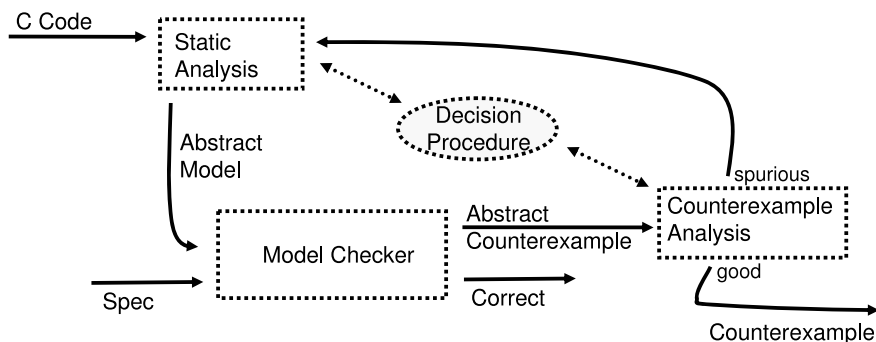 C Code
Static
Analysis
Decision
Procedure
Abstract
Model
spurious
Counterexample
Analysis
Abstract
Counterexample
Model Checker
good
Spec
Correct
Counterexample